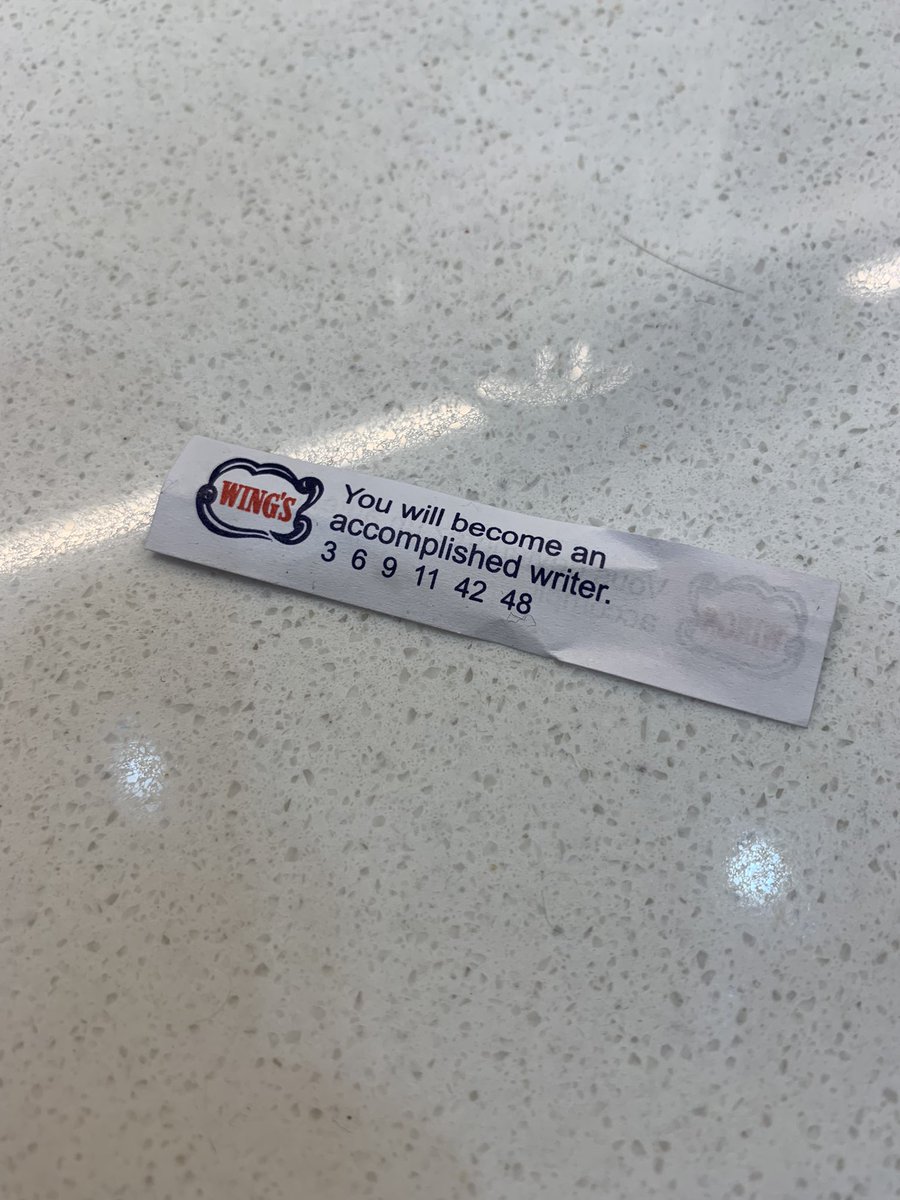 WING'S
You will become an
accomplished writer.
3 6 9 11 42 48